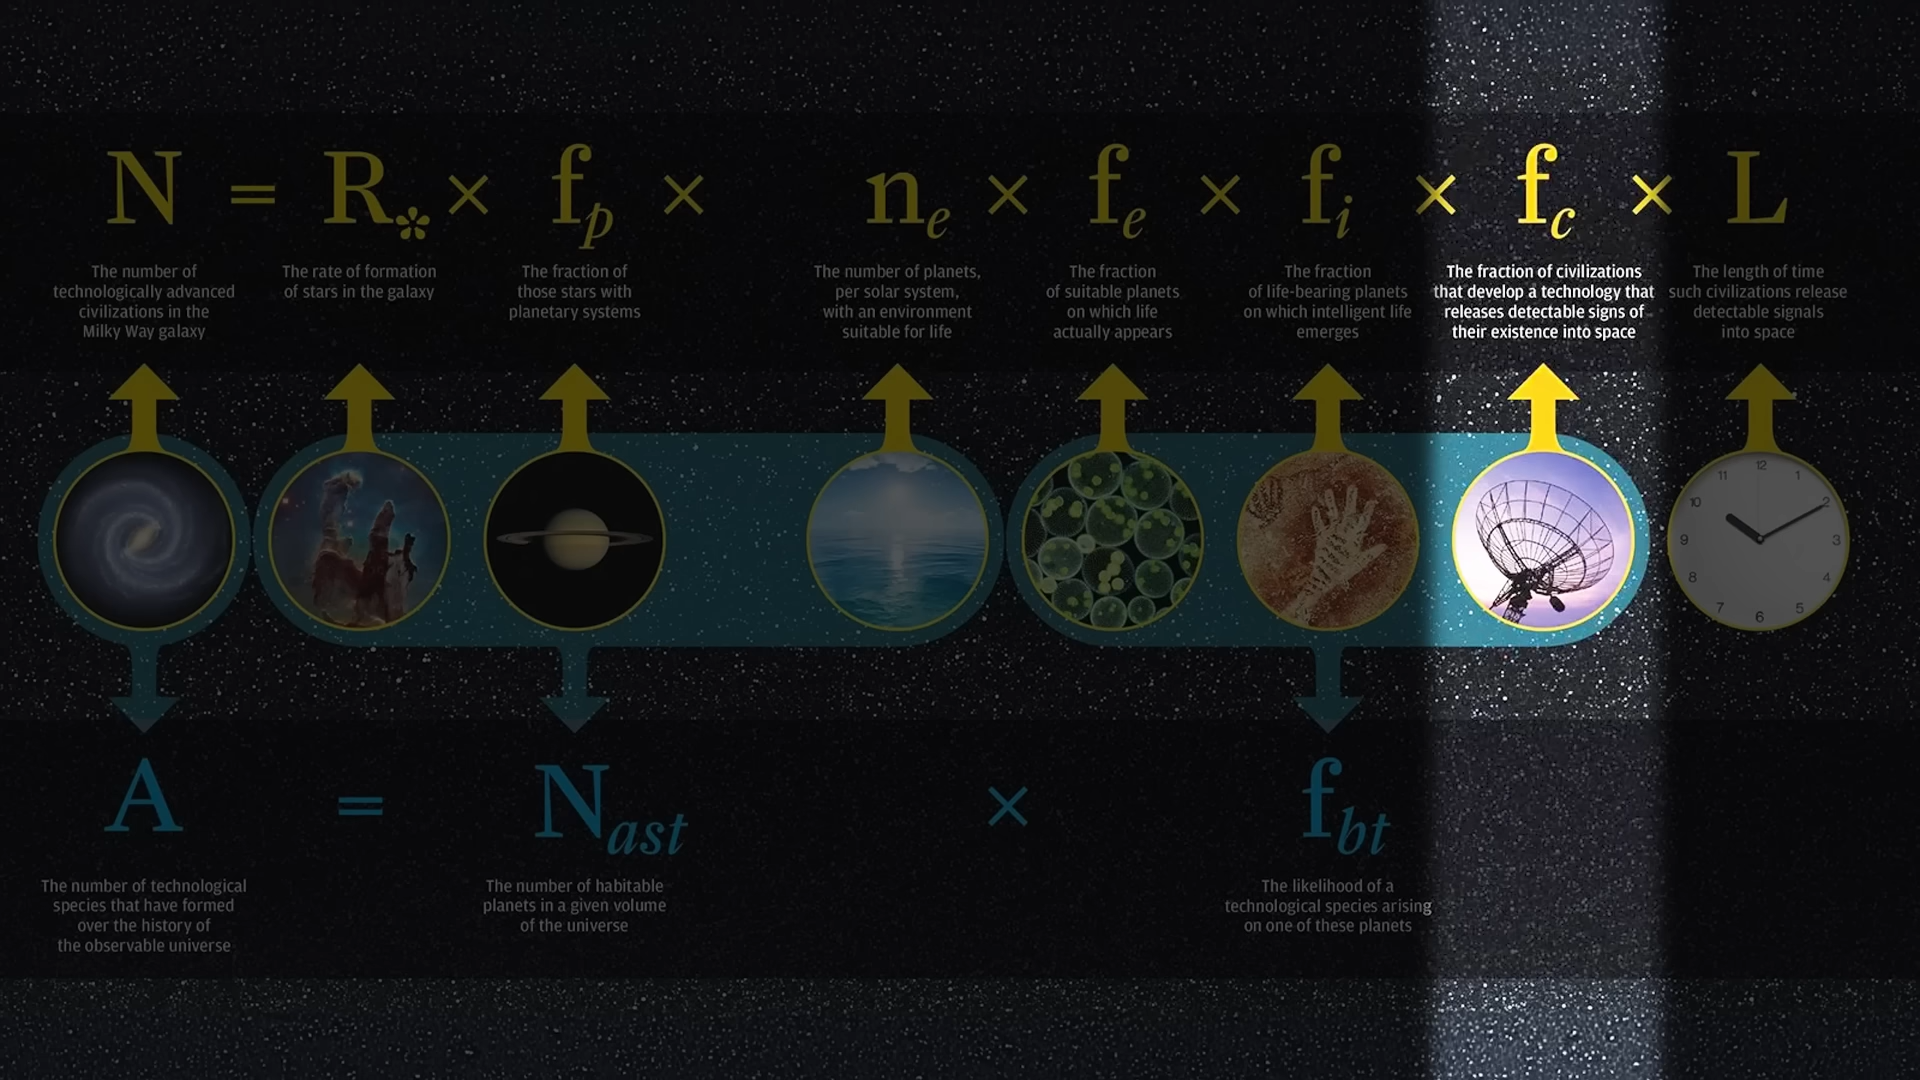 N = R* × fp × ne × fe × fi × fc × L
The number of
technologically advanced
civilizations in the
Milky Way galaxy
The rate of formation
of stars in the galaxy
The fraction of
those stars with
planetary systems
The number of planets,
per solar system,
with an environment
suitable for life
The fraction
of suitable planets
on which life
actually appears
The fraction
of life-bearing planets
on which intelligent life
emerges
The fraction of civilizations
that develop a technology that
releases detectable signs of
their existence into space
The length of time
such civilizations release
detectable signals
into space
12
1
2
3
4
5
6
7
8
9
10
11
A = Nast × fbt
The number of technological
species that have formed
over the history of
the observable universe
The number of habitable
planets in a given volume
of the universe
The likelihood of a
technological species arising
on one of these planets